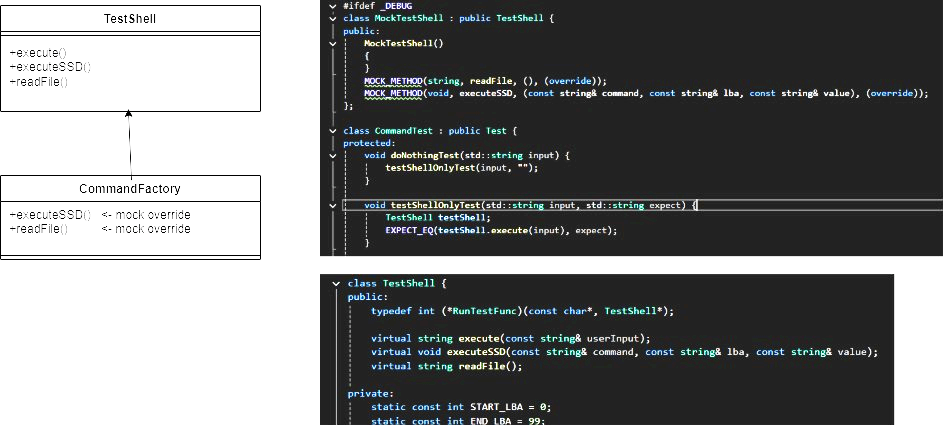 TestShell
+execute()
+executeSSD()
+readFile()
CommandFactory
+executeSSD() <- mock override
+readFile() <- mock override
#ifdef _DEBUG
class MockTestShell : public TestShell {
public:
MockTestShell()
{
}
MOCK_METHOD(string, readFile, (), (override));
MOCK_METHOD(void, executeSSD, (const string& command, const string& lba, const string& value), (override));
};
class CommandTest : public Test {
protected:
void doNothingTest(std::string input) {
testShellOnlyTest(input, "");
}
void testShellOnlyTest(std::string input, std::string expect) {
TestShell testShell;
EXPECT_EQ(testShell.execute(input), expect);
}
class TestShell {
public:
typedef int (*RunTestFunc)(const char*, TestShell*);
virtual string execute(const string& userInput);
virtual void executeSSD(const string& command, const string& lba, const string& value);
virtual string readFile();
private:
static const int START_LBA = 0;
static const int END_LBA = 99;